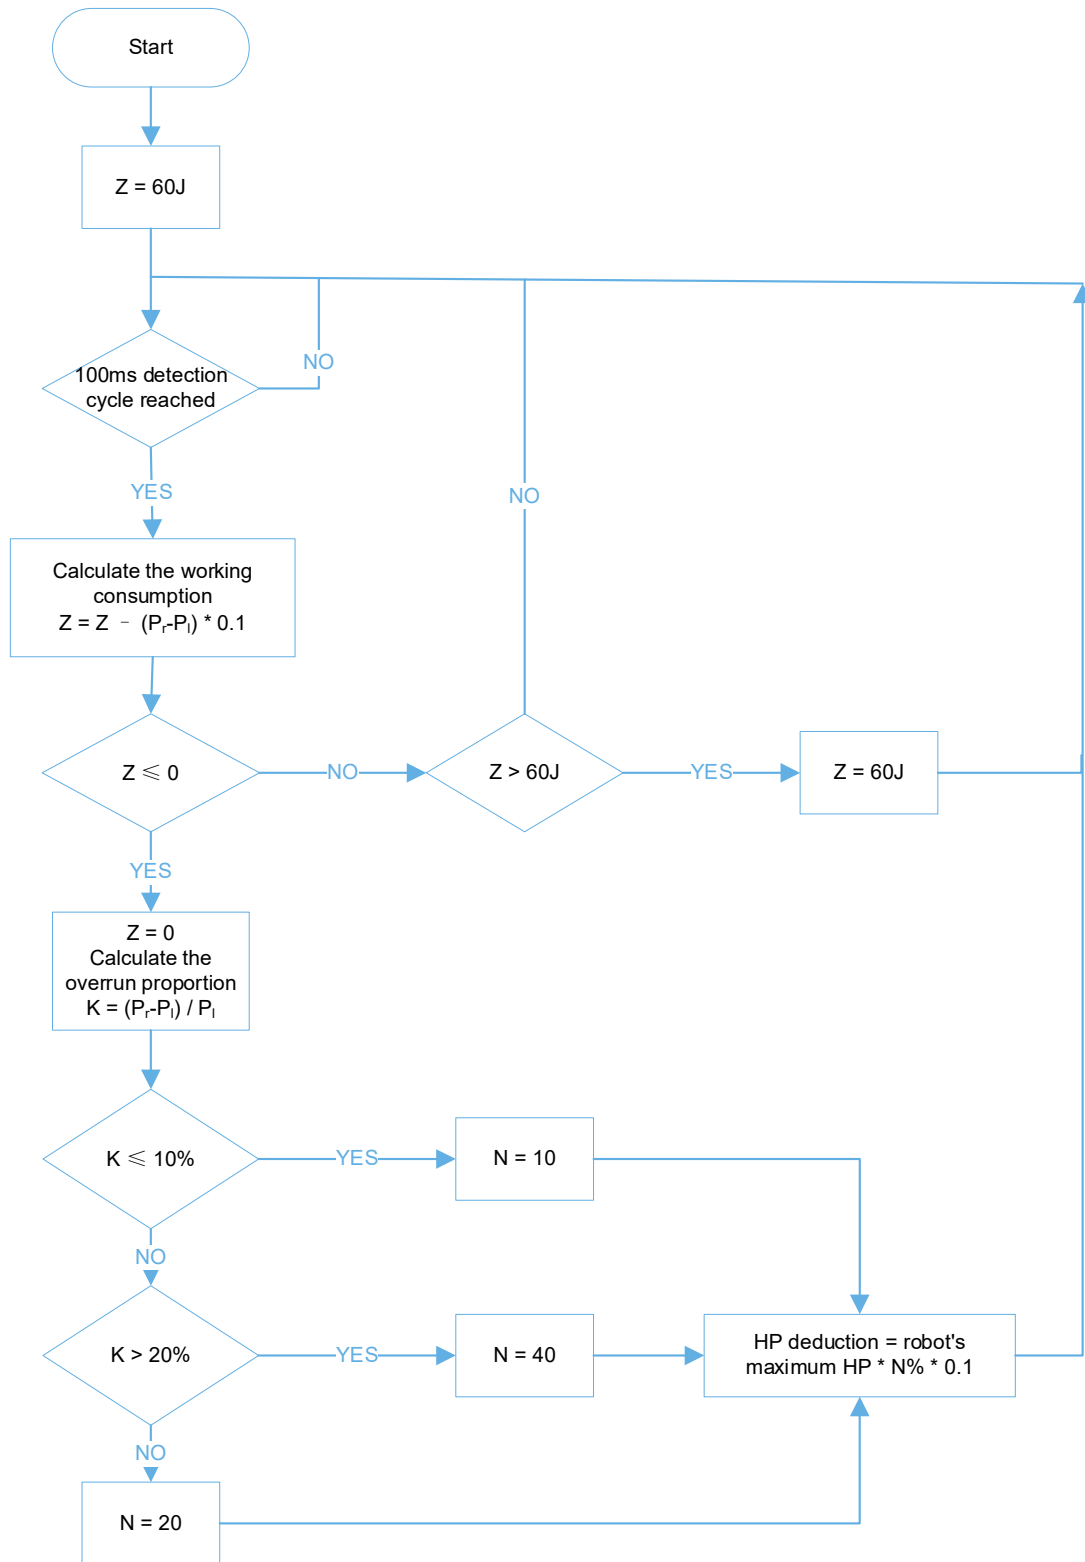 Start
Z = 60J
100ms detection
cycle reached
NO
YES
NO
Calculate the working
consumption
Z = Z - (Pr-Pl) * 0.1
Z ≤ 0
NO
Z > 60J
YES
Z = 60J
YES
Z = 0
Calculate the
overrun proportion
K = (Pr-Pl) / Pl
K ≤ 10%
YES
N = 10
NO
K > 20%
YES
N = 40
HP deduction = robot's
maximum HP * N% * 0.1
NO
N = 20